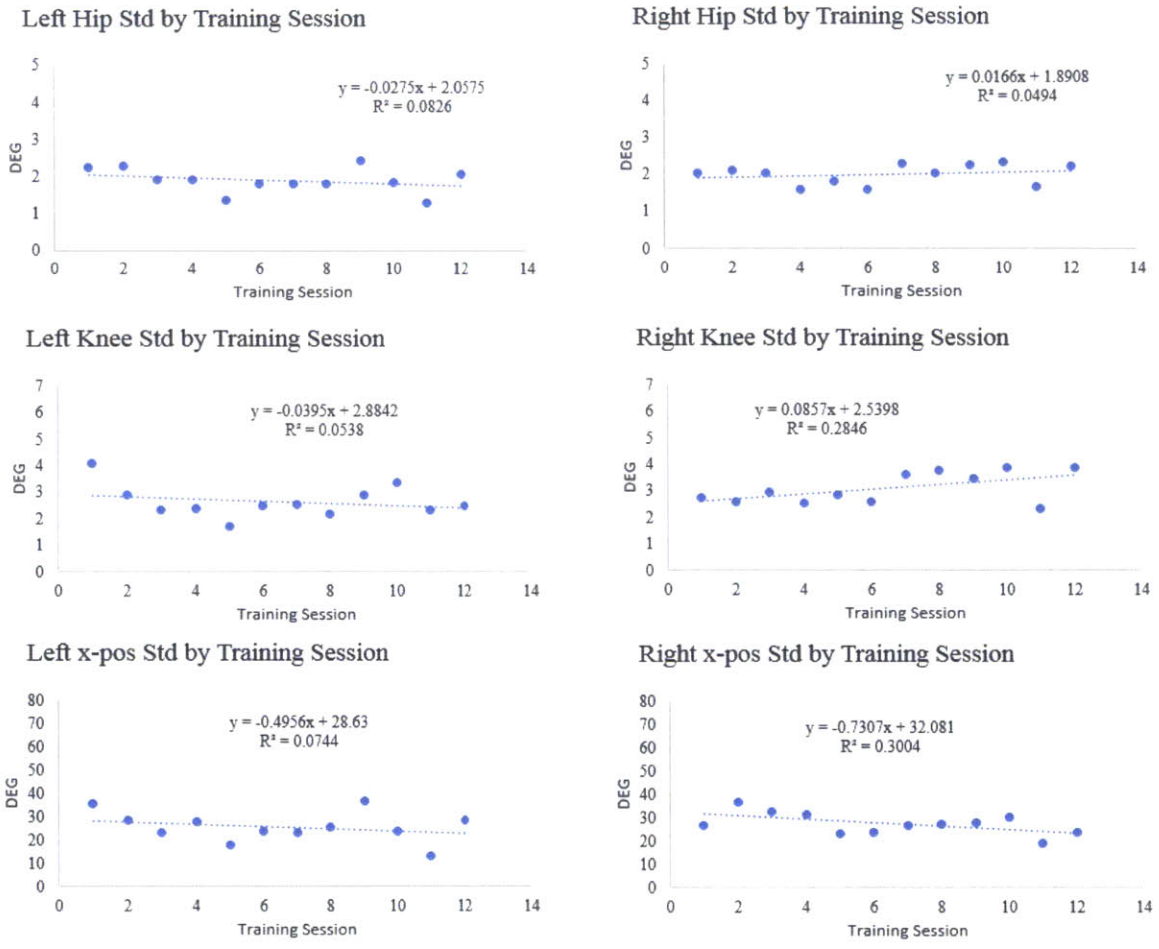 Left Hip Std by Training Session
5
4
3
2
1
0
DEG
y = -0.0275x + 2.0575
R² = 0.0826
0 2 4 6 8 10 12 14
Training Session
Right Hip Std by Training Session
5
4
3
2
1
0
DEG
y = 0.0166x + 1.8908
R² = 0.0494
0 2 4 6 8 10 12 14
Training Session
Left Knee Std by Training Session
7
6
5
4
3
2
1
0
DEG
y = -0.0395x + 2.8842
R² = 0.0538
0 2 4 6 8 10 12 14
Training Session
Right Knee Std by Training Session
7
6
5
4
3
2
1
0
DEG
y = 0.0857x + 2.5398
R² = 0.2846
0 2 4 6 8 10 12 14
Training Session
Left x-pos Std by Training Session
80
70
60
50
40
30
20
10
0
DEG
y = -0.4956x + 28.63
R² = 0.0744
0 2 4 6 8 10 12 14
Training Session
Right x-pos Std by Training Session
80
70
60
50
40
30
20
10
0
DEG
y = -0.7307x + 32.081
R² = 0.3004
0 2 4 6 8 10 12 14
Training Session